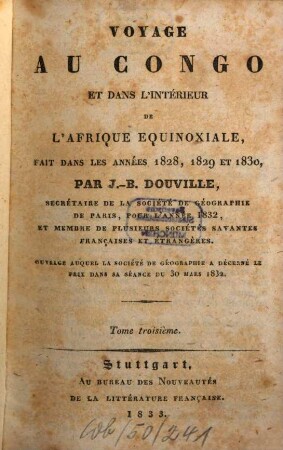 VOYAGE
AU CONGO
ET DANS L'INTÉRIEUR
DE
L'AFRIQUE EQUINOXIALE,
FAIT DANS LES ANNÉES 1828, 1829 ET 1830,
PAR J.-B. DOUVILLE,
SECRÉTAIRE DE LA SOCIÉTÉ DE GÉOGRAPHIE
DE PARIS, POUR L'ANNÉE 1832,
ET MEMBRE DE PLUSIEURS SOCIÉTÉS SAVANTES
FRANÇAISES ET ÉTRANGÈRES.
OUVRAGE AUQUEL LA SOCIÉTÉ DE GÉOGRAPHIE A DÉCERNÉ LE
PRIX DANS SA SÉANCE DU 30 MARS 1832.
Tome troisième.
Stuttgart,
AU BUREAU DES NOUVEAUTÉS
DE LA LITTÉRATURE FRANÇAISE.
1833.
Cob/50/241